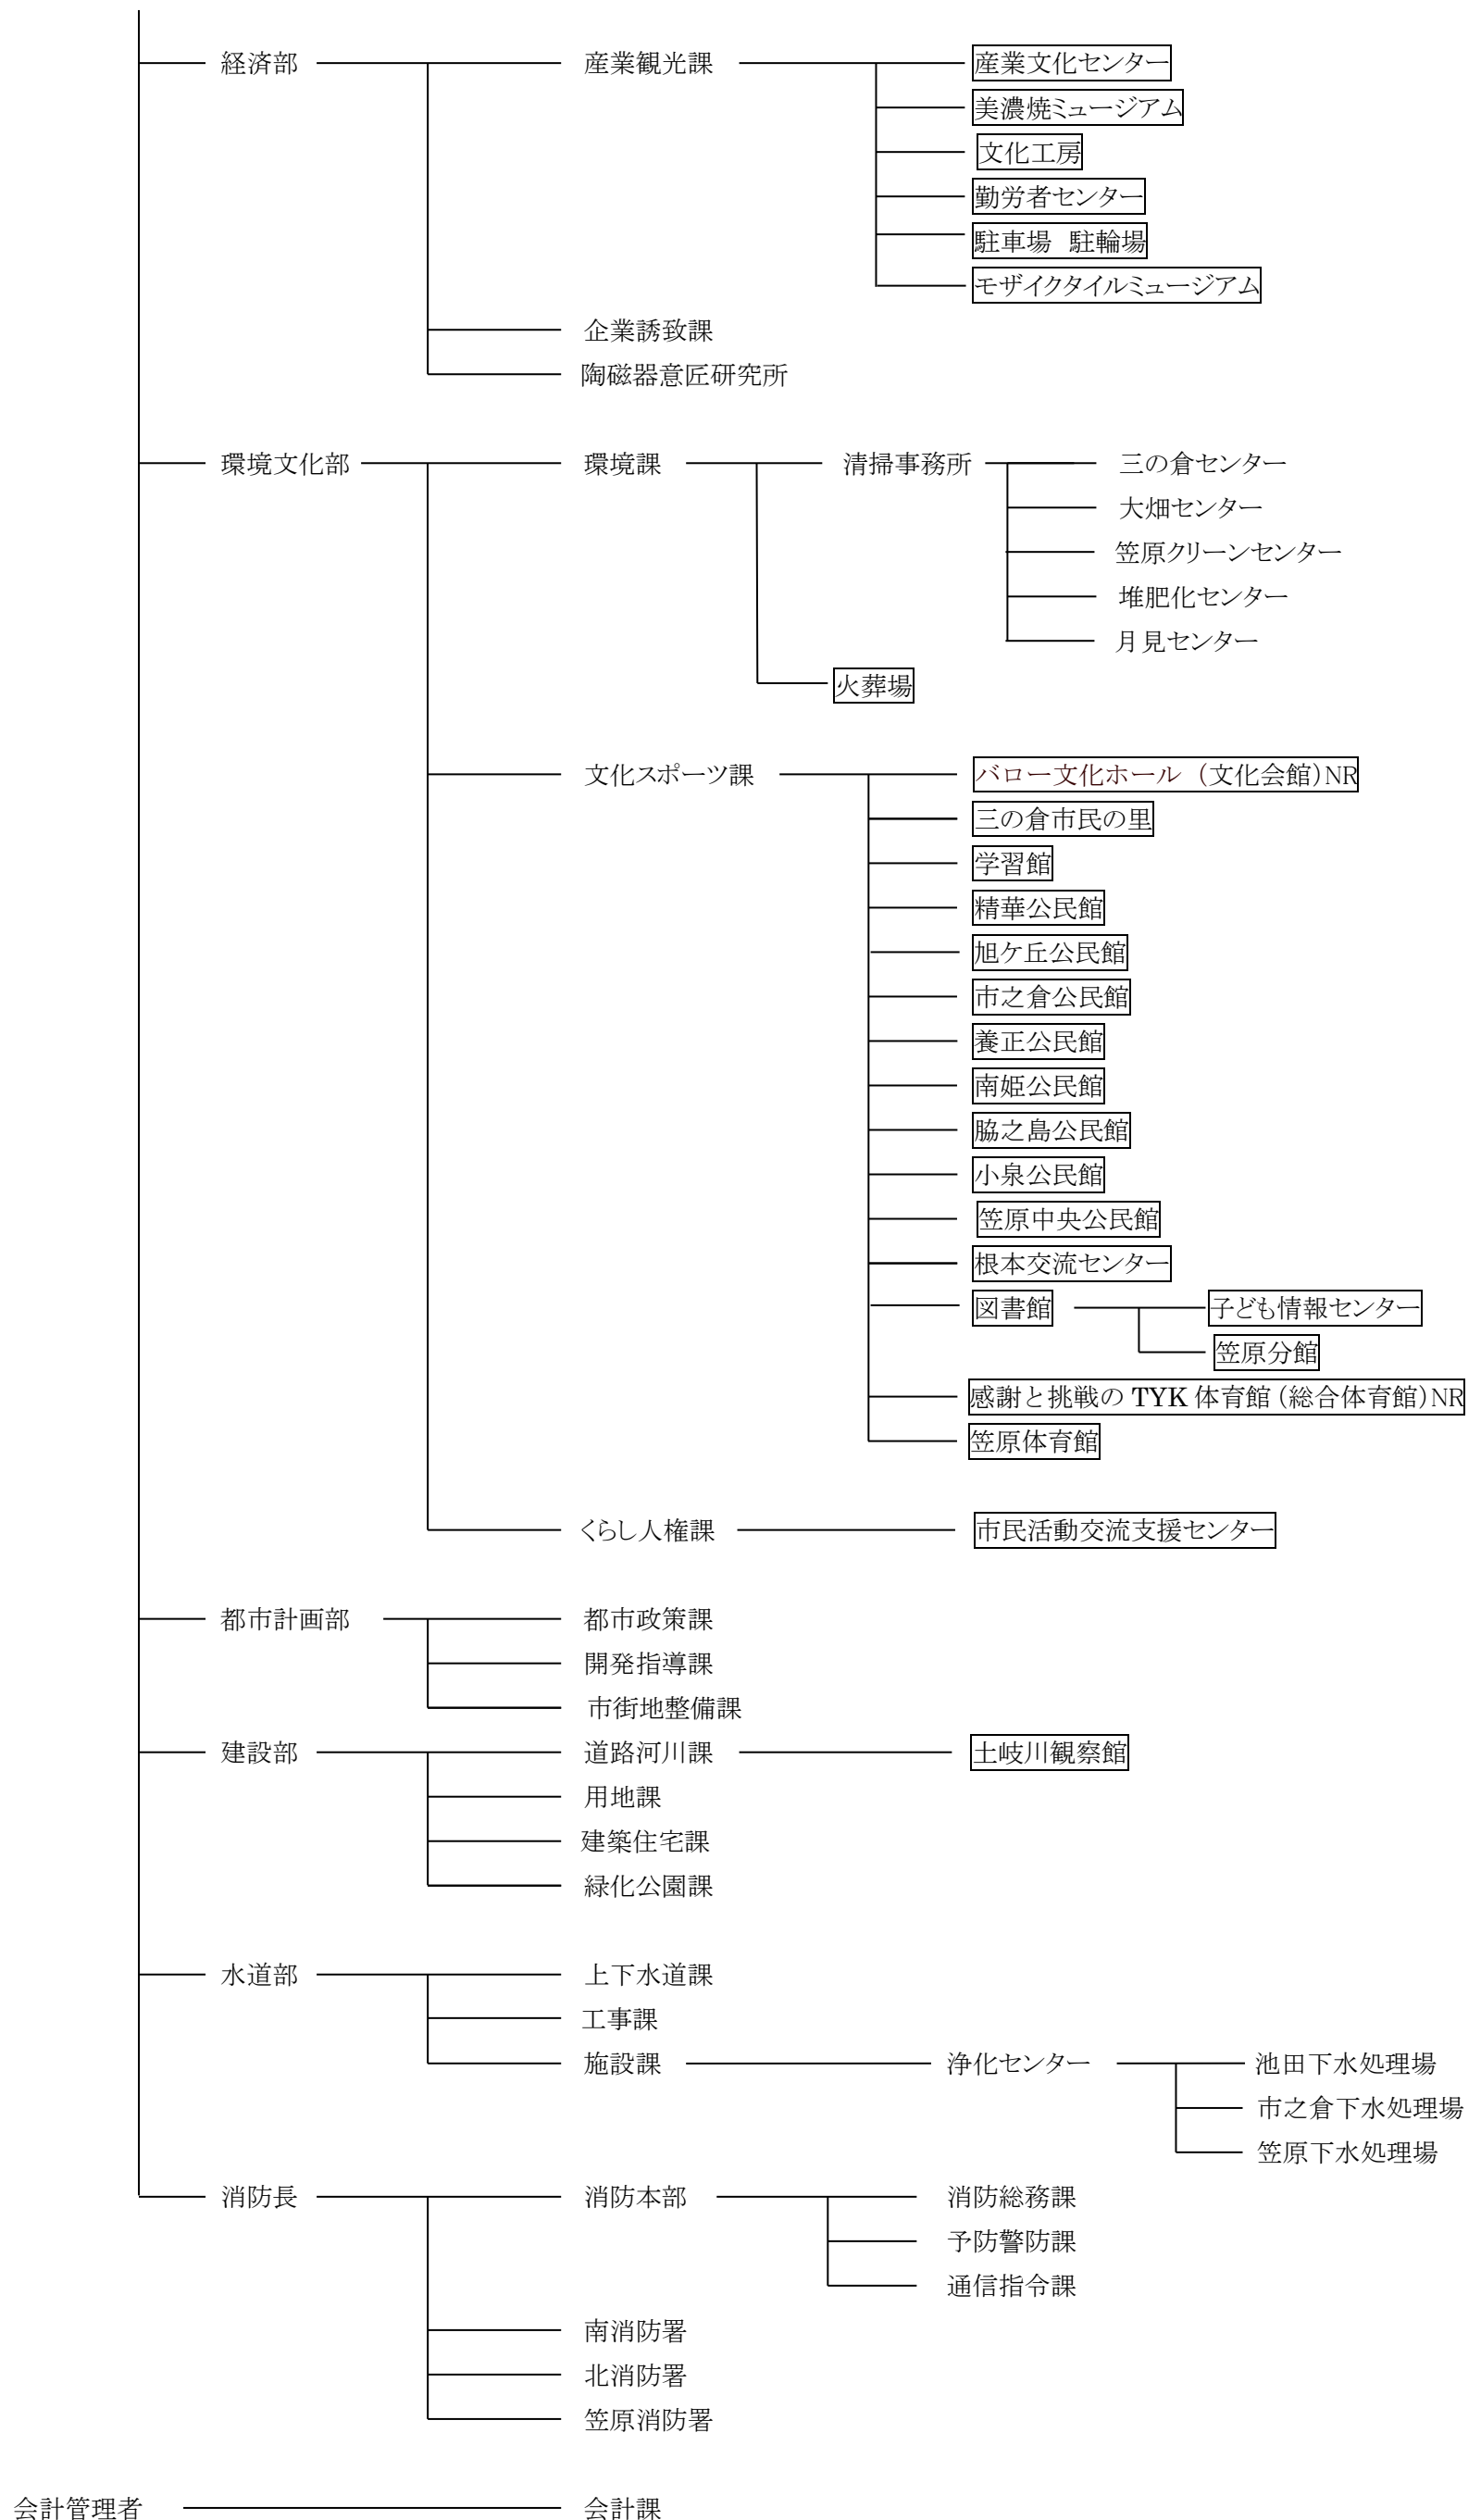 経済部 産業観光課 産業文化センター
美濃焼ミュージアム
文化工房
勤労者センター
駐車場 駐輪場
モザイクタイルミュージアム
企業誘致課
陶磁器意匠研究所
環境文化部 環境課 清掃事務所 三の倉センター
大畑センター
笠原クリーンセンター
堆肥化センター
月見センター
火葬場
文化スポーツ課 バロー文化ホール（文化会館）NR
三の倉市民の里
学習館
精華公民館
旭ケ丘公民館
市之倉公民館
養正公民館
南姫公民館
脇之島公民館
小泉公民館
笠原中央公民館
根本交流センター
図書館 子ども情報センター
笠原分館
感謝と挑戦の TYK 体育館（総合体育館）NR
笠原体育館
くらし人権課 市民活動交流支援センター
都市計画部 都市政策課
開発指導課
市街地整備課
建設部 道路河川課 土岐川観察館
用地課
建築住宅課
緑化公園課
水道部 上下水道課
工事課
施設課 浄化センター 池田下水処理場
市之倉下水処理場
笠原下水処理場
消防長 消防本部 消防総務課
予防警防課
通信指令課
南消防署
北消防署
笠原消防署
会計管理者 会計課